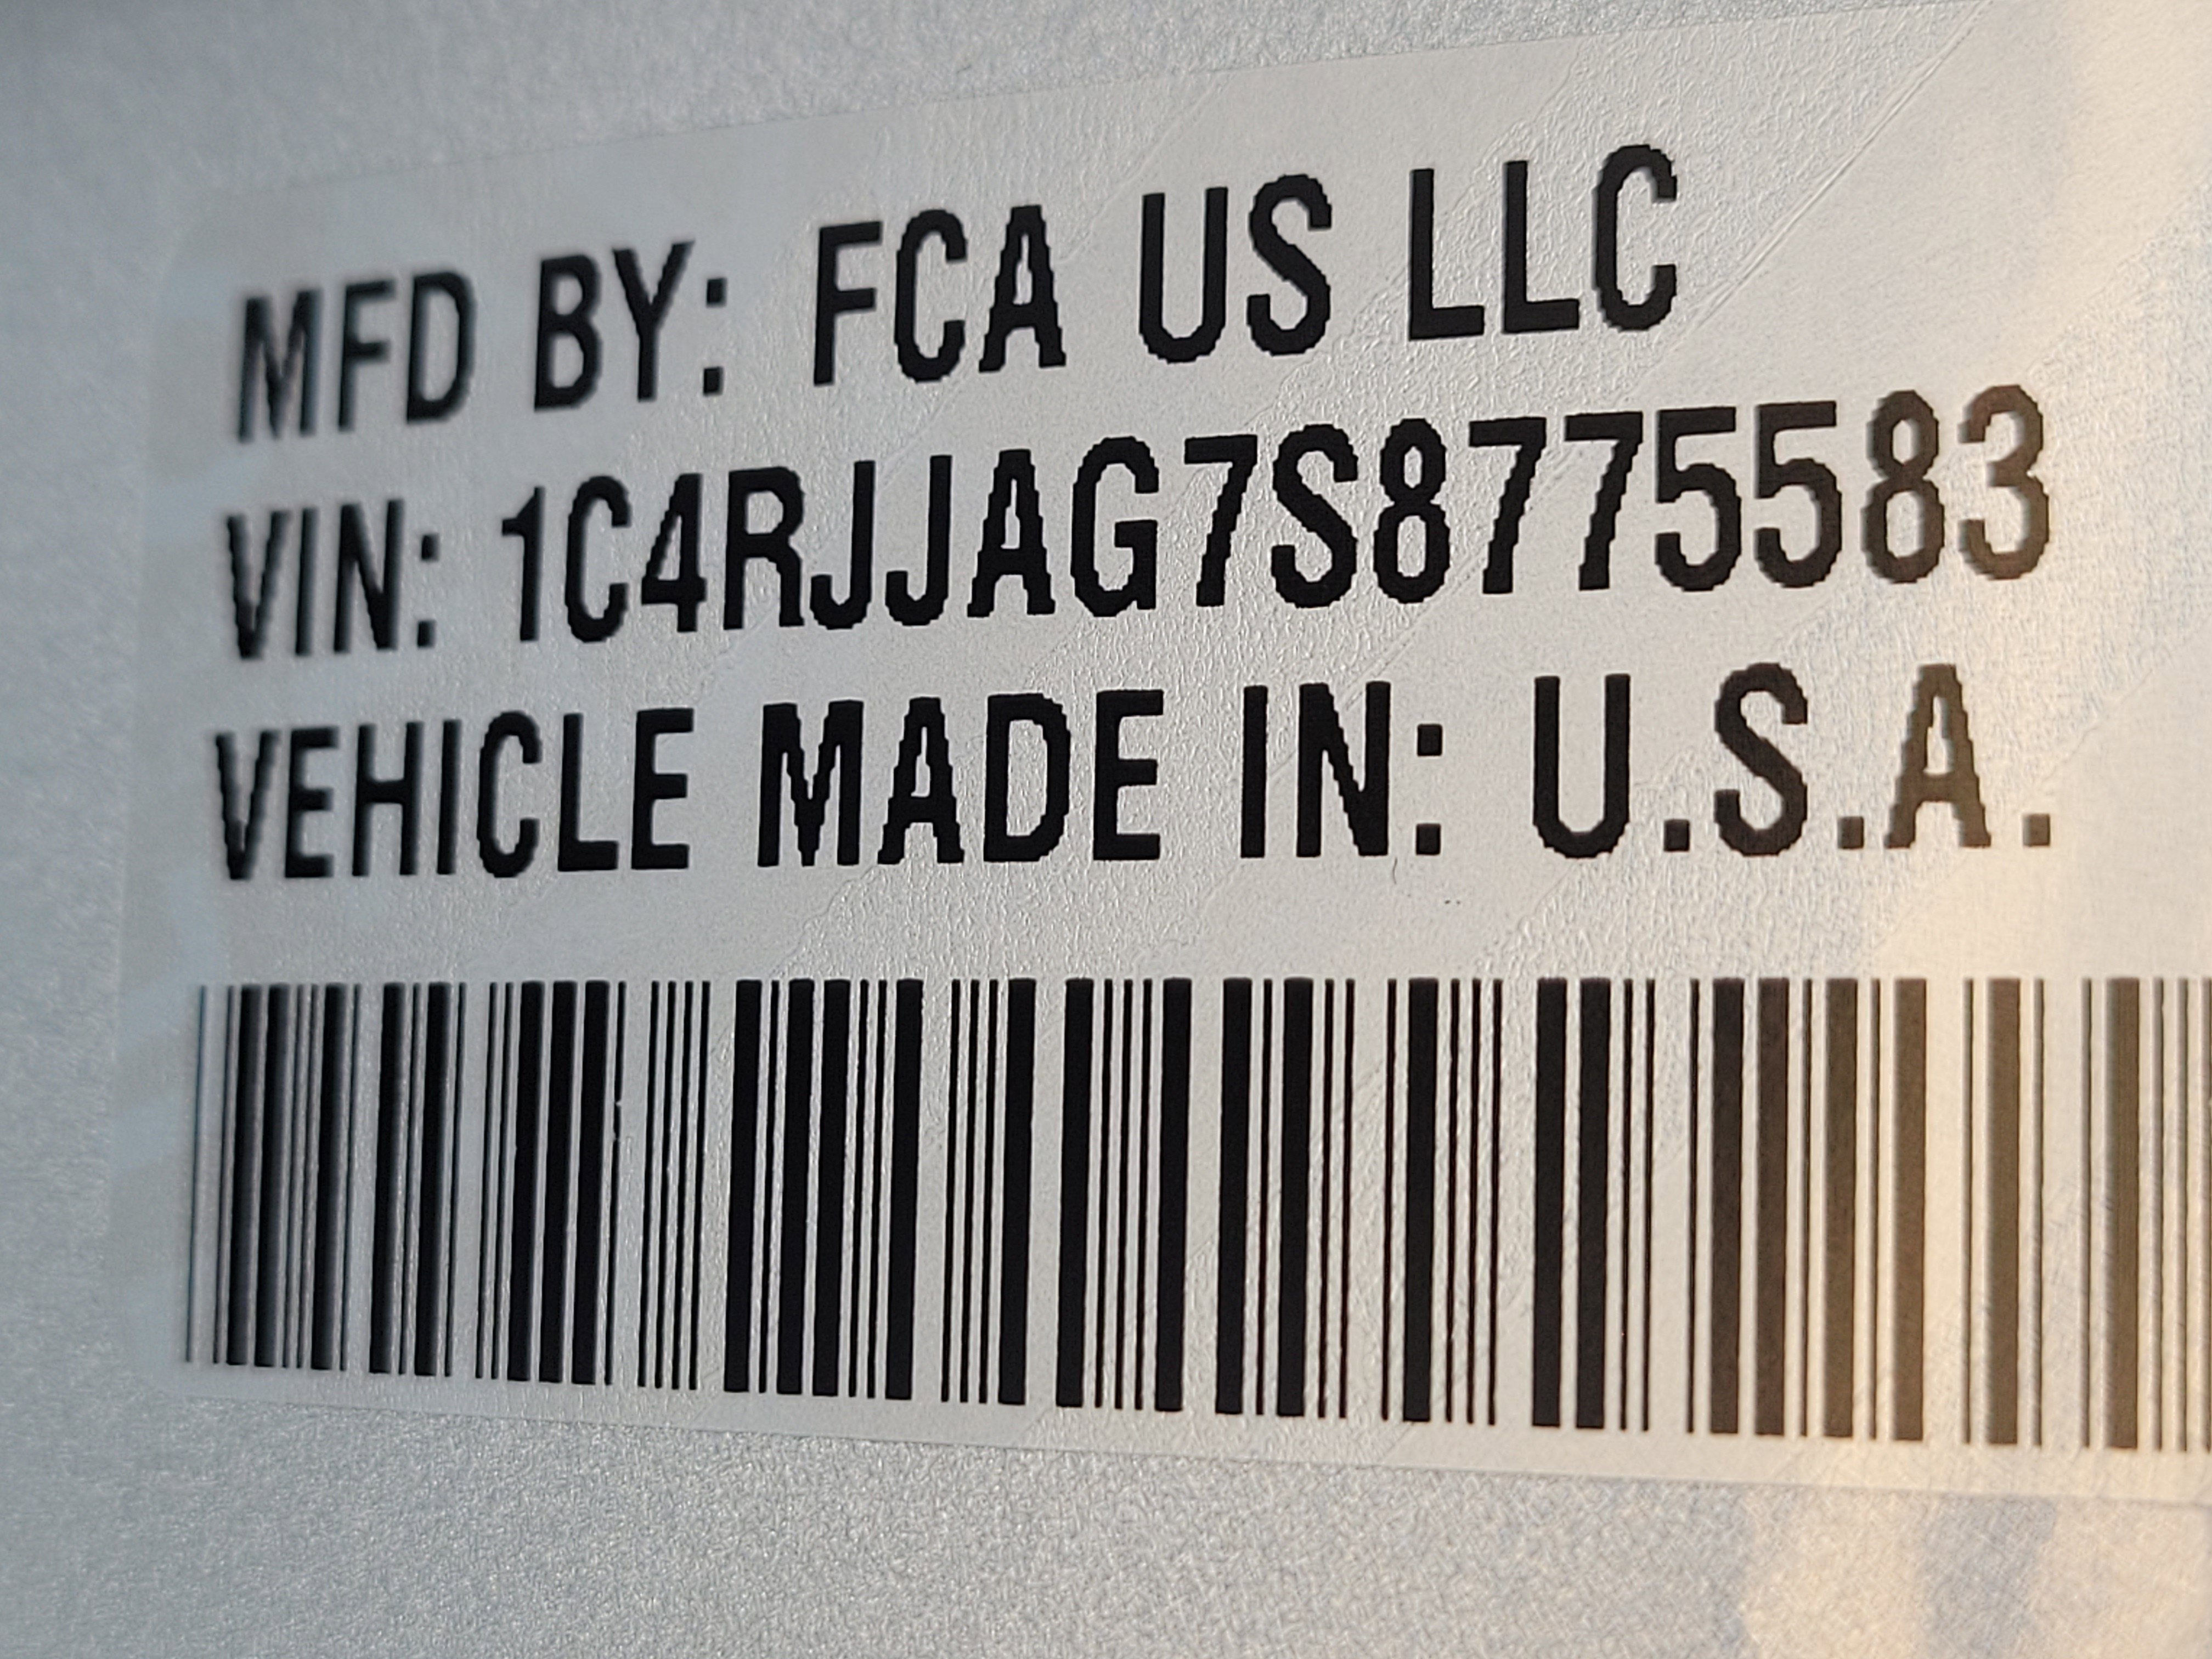 MFD BY: FCA US LLC
VIN: 1C4RJJAG7S8775583
VEHICLE MADE IN: U.S.A.